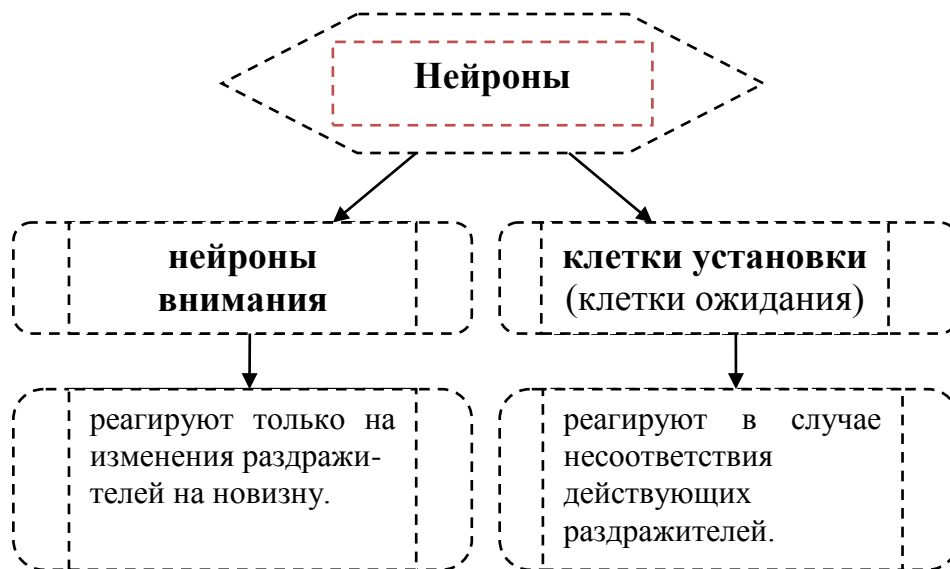 Нейроны
нейроны
внимания
клетки установки
(клетки ожидания)
реагируют только на
изменения раздражи-
телей на новизну.
реагируют в случае
несоответствия
действующих
раздражителей.